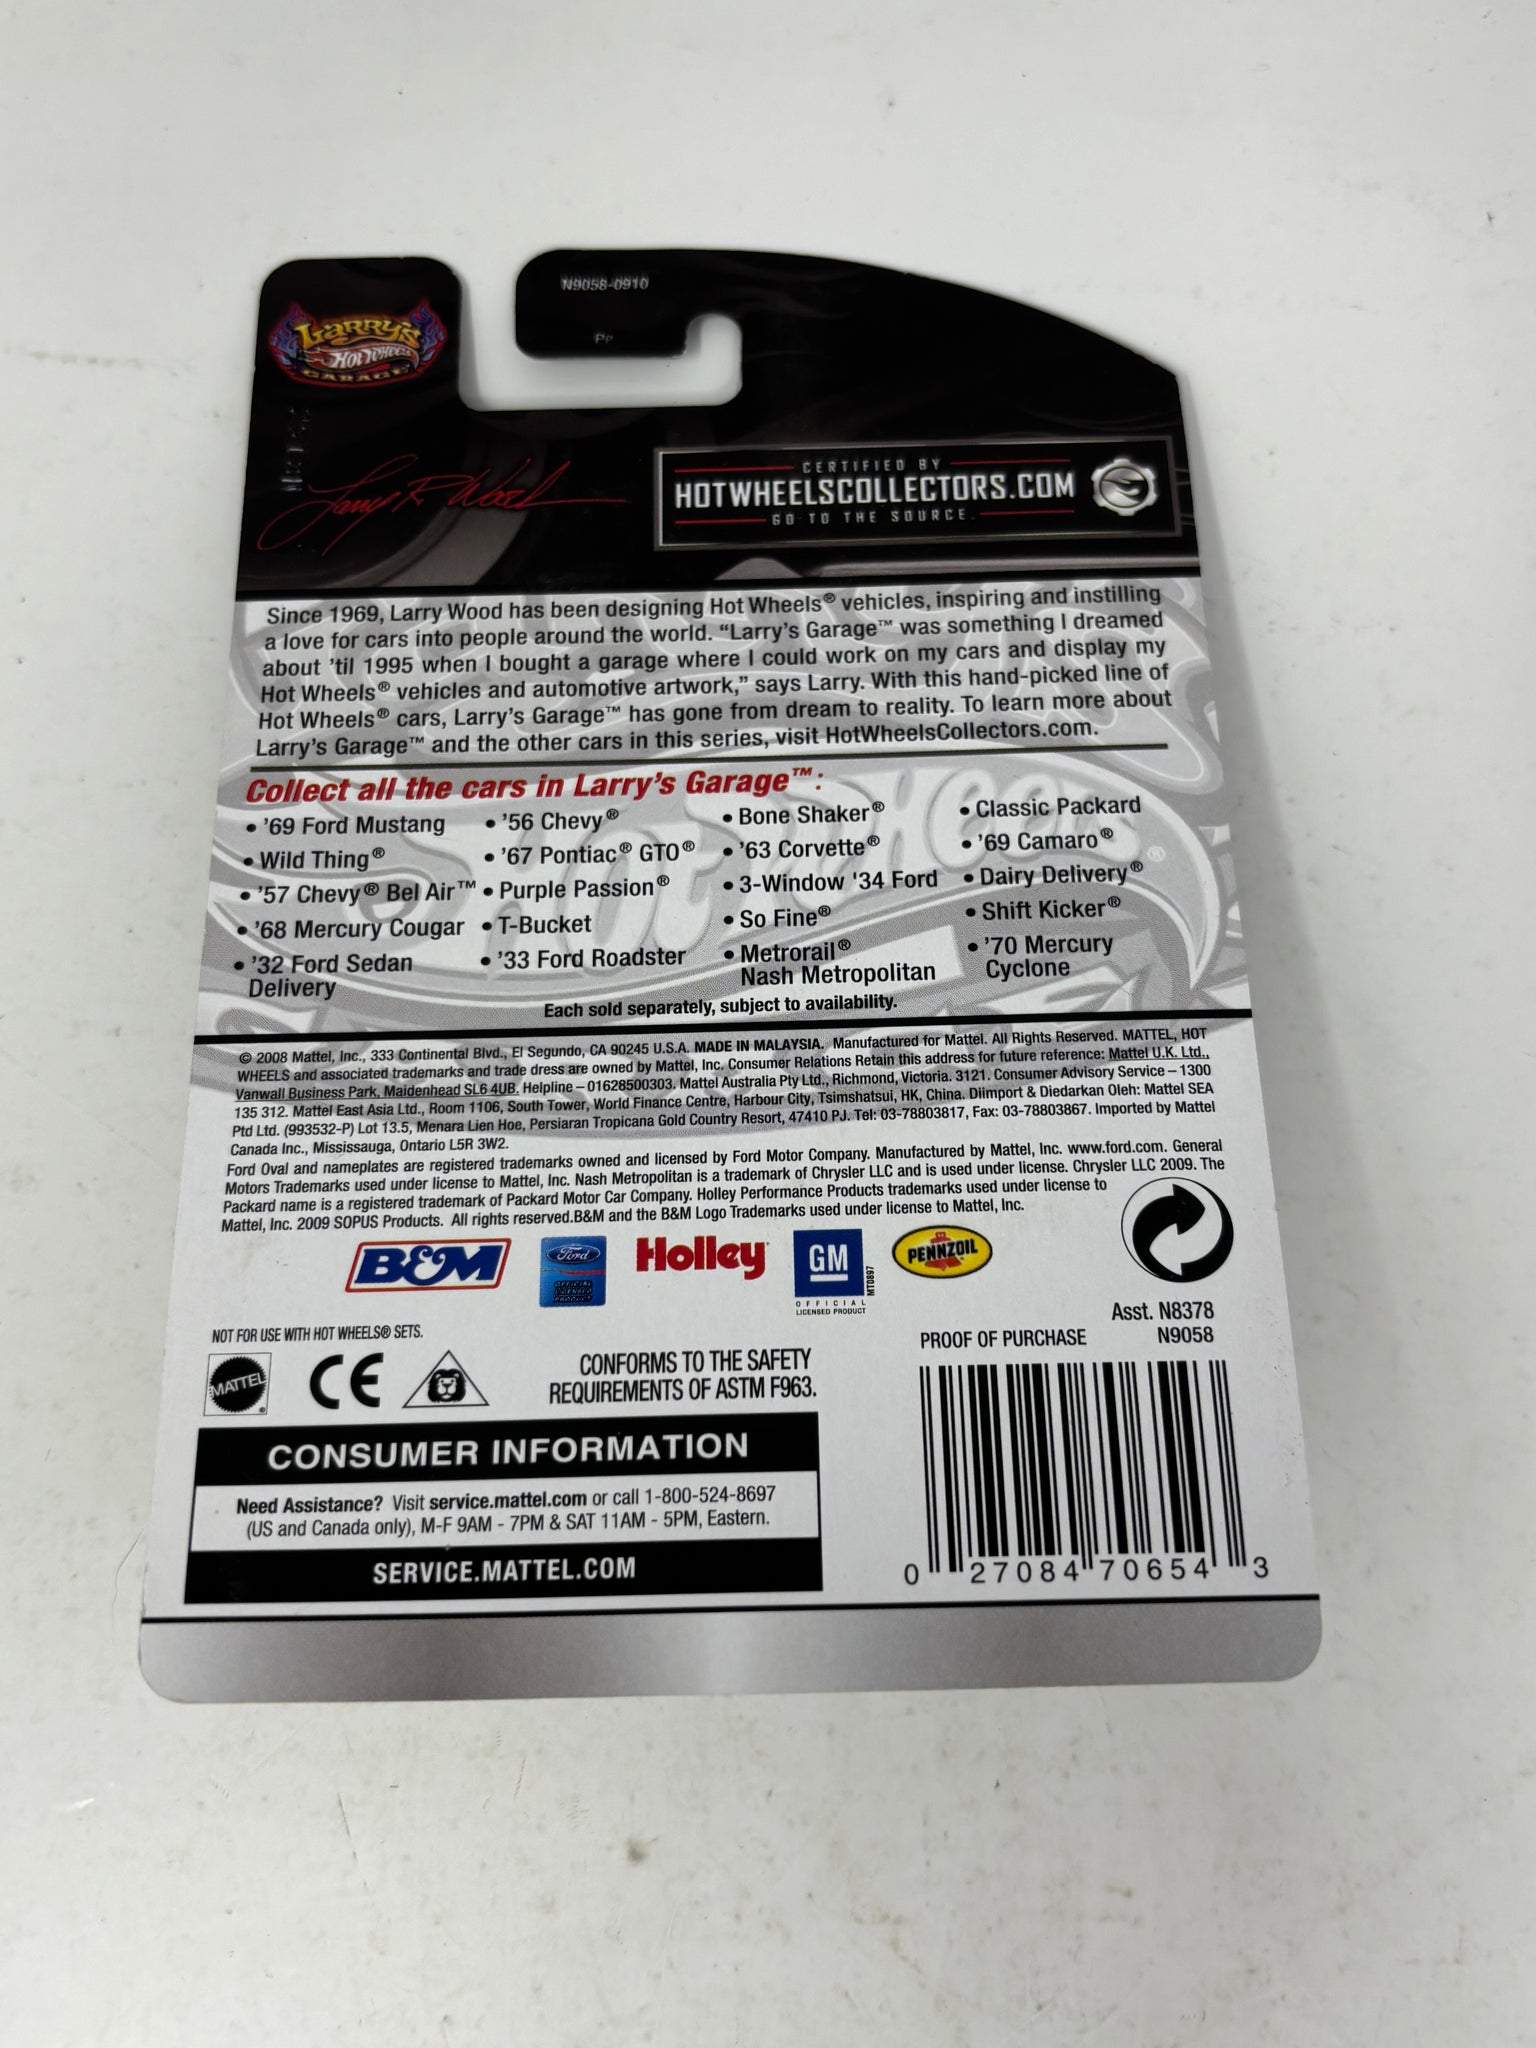 N9058-0910
PP
LARRY'S
HOT WHEELS
GARAGE
Larry R. Wood
CERTIFIED BY
HOTWHEELSCOLLECTORS.COM
GO TO THE SOURCE.
Since 1969, Larry Wood has been designing Hot Wheels® vehicles, inspiring and instilling
a love for cars into people around the world. “Larry's Garage™ was something I dreamed
about 'til 1995 when I bought a garage where I could work on my cars and display my
Hot Wheels® vehicles and automotive artwork,” says Larry. With this hand-picked line of
Hot Wheels® cars, Larry's Garage™ has gone from dream to reality. To learn more about
Larry's Garage™ and the other cars in this series, visit HotWheelsCollectors.com.
Collect all the cars in Larry's Garage™:
• '69 Ford Mustang
• Wild Thing®
• '57 Chevy® Bel Air™
• '68 Mercury Cougar
• '32 Ford Sedan
Delivery
• '56 Chevy®
• '67 Pontiac® GTO®
• Purple Passion®
• T-Bucket
• '33 Ford Roadster
• Bone Shaker®
• '63 Corvette®
• 3-Window '34 Ford
• So Fine®
• Metrorail®
Nash Metropolitan
• Classic Packard
• '69 Camaro®
• Dairy Delivery®
• Shift Kicker®
• '70 Mercury
Cyclone
Each sold separately, subject to availability.
© 2008 Mattel, Inc., 333 Continental Blvd., El Segundo, CA 90245 U.S.A. MADE IN MALAYSIA. Manufactured for Mattel. All Rights Reserved. MATTEL, HOT
WHEELS and associated trademarks and trade dress are owned by Mattel, Inc. Consumer Relations Retain this address for future reference: Mattel U.K. Ltd.,
Vanwall Business Park, Maidenhead SL6 4UB. Helpline – 01628500303. Mattel Australia Pty Ltd., Richmond, Victoria. 3121. Consumer Advisory Service – 1300
135 312. Mattel East Asia Ltd., Room 1106, South Tower, World Finance Centre, Harbour City, Tsimshatsui, HK, China. Diimport & Diedarkan Oleh: Mattel SEA
Ptd Ltd. (993532-P) Lot 13.5, Menara Lien Hoe, Persiaran Tropicana Gold Country Resort, 47410 PJ. Tel: 03-78803817, Fax: 03-78803867. Imported by Mattel
Canada Inc., Mississauga, Ontario L5R 3W2.
Ford Oval and nameplates are registered trademarks owned and licensed by Ford Motor Company. Manufactured by Mattel, Inc. www.ford.com. General
Motors Trademarks used under license to Mattel, Inc. Nash Metropolitan is a trademark of Chrysler LLC and is used under license. Chrysler LLC 2009. The
Packard name is a registered trademark of Packard Motor Car Company. Holley Performance Products trademarks used under license to
Mattel, Inc. 2009 SOPUS Products. All rights reserved.B&M and the B&M Logo Trademarks used under license to Mattel, Inc.
B&M
Ford
OFFICIAL
LICENSED
PRODUCT
Holley
GM
OFFICIAL
LICENSED PRODUCT
MT0897
PENNZOIL
Asst. N8378
N9058
PROOF OF PURCHASE
NOT FOR USE WITH HOT WHEELS® SETS.
MATTEL®
CE
CONFORMS TO THE SAFETY
REQUIREMENTS OF ASTM F963.
CONSUMER INFORMATION
Need Assistance? Visit service.mattel.com or call 1-800-524-8697
(US and Canada only), M-F 9AM - 7PM & SAT 11AM - 5PM, Eastern.
SERVICE.MATTEL.COM
0 27084 70654 3